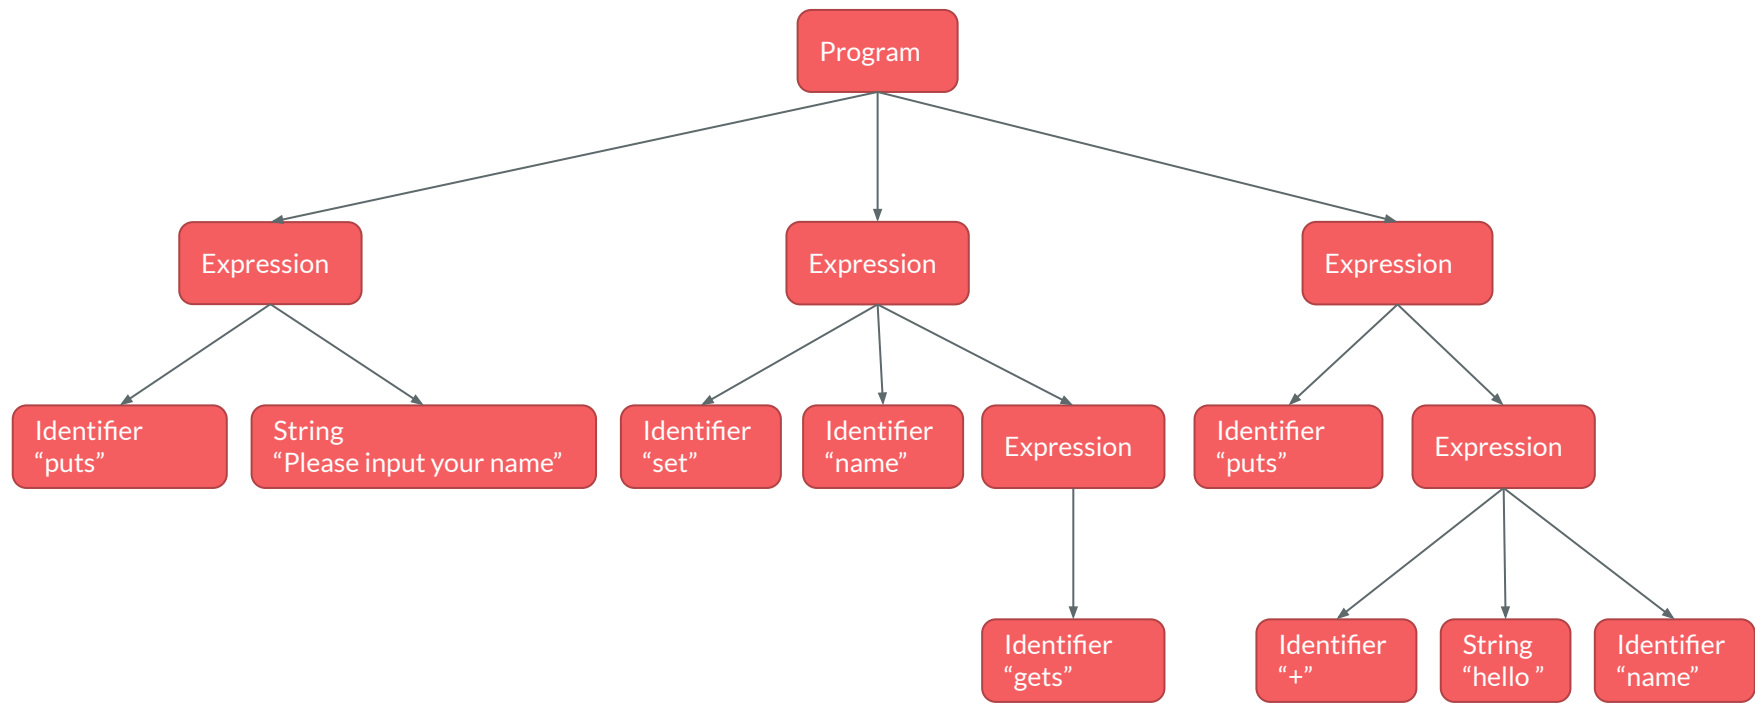 Program
Expression
Expression
Expression
Identifier
“puts”
String
“Please input your name”
Identifier
“set”
Identifier
“name”
Expression
Identifier
“puts”
Expression
Identifier
“gets”
Identifier
“+”
String
“hello ”
Identifier
“name”